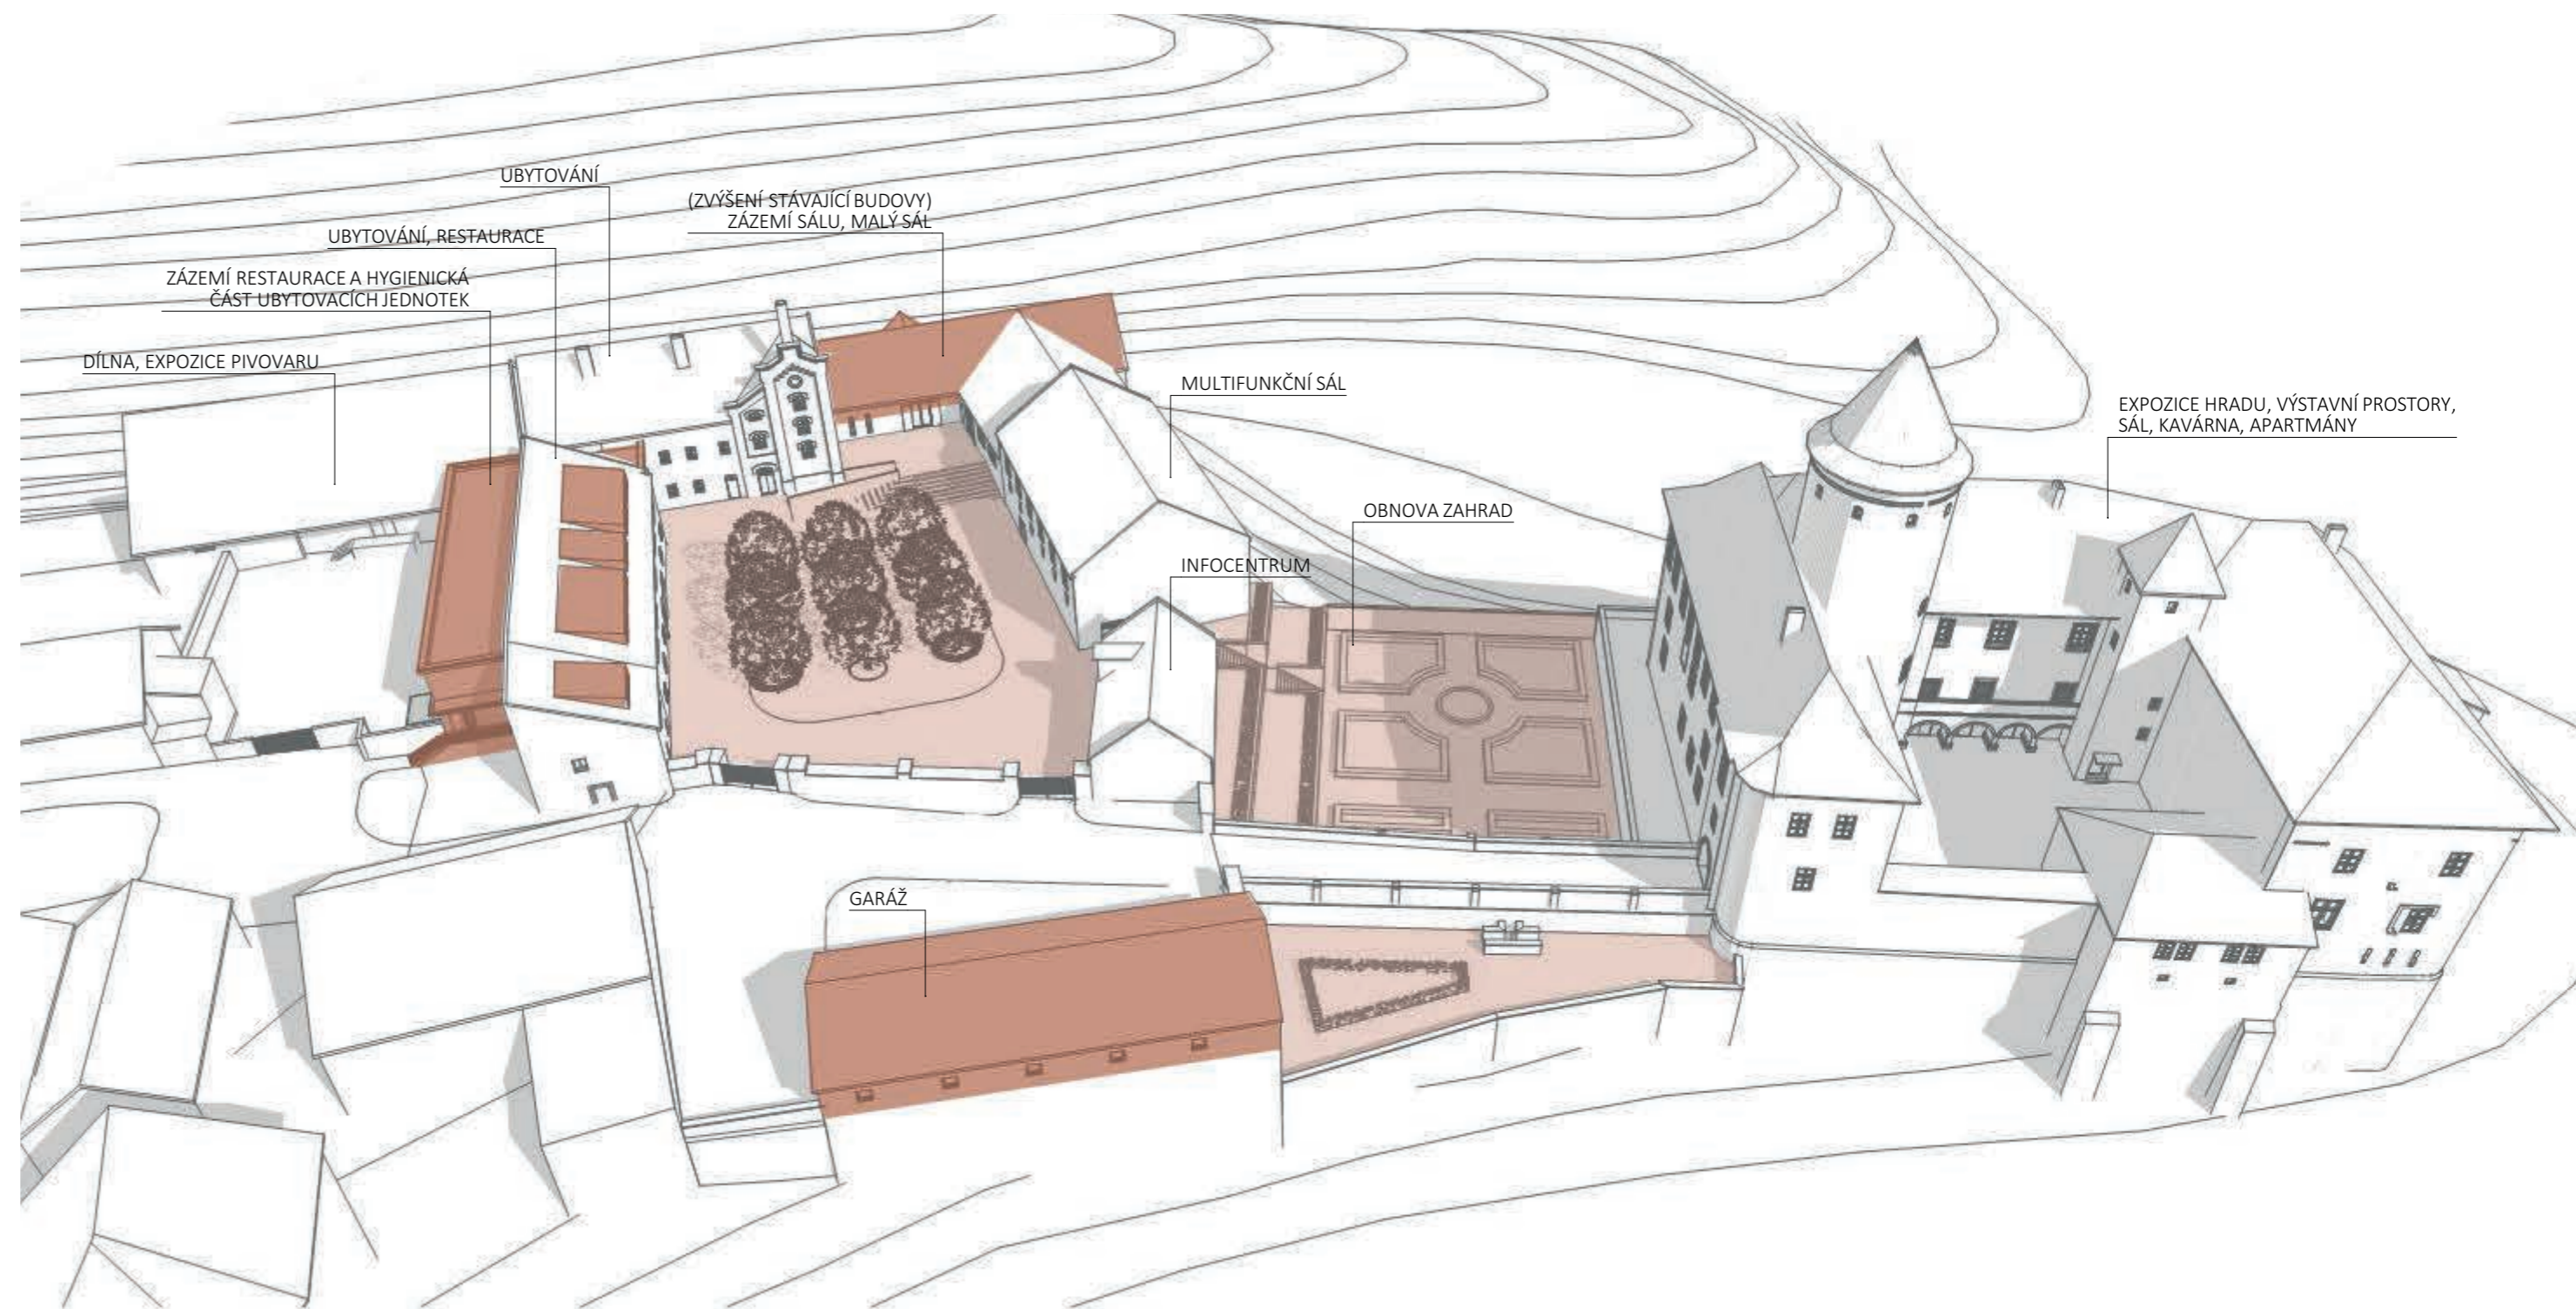 UBYTOVÁNÍ
(ZVÝŠENÍ STÁVAJÍCÍ BUDOVY)
ZÁZEMÍ SÁLU, MALÝ SÁL
UBYTOVÁNÍ, RESTAURACE
ZÁZEMÍ RESTAURACE A HYGIENICKÁ
ČÁST UBYTOVACÍCH JEDNOTEK
DÍLNA, EXPOZICE PIVOVARU
MULTIFUNKČNÍ SÁL
EXPOZICE HRADU, VÝSTAVNÍ PROSTORY,
SÁL, KAVÁRNA, APARTMÁNY
OBNOVA ZAHRAD
INFOCENTRUM
GARÁŽ